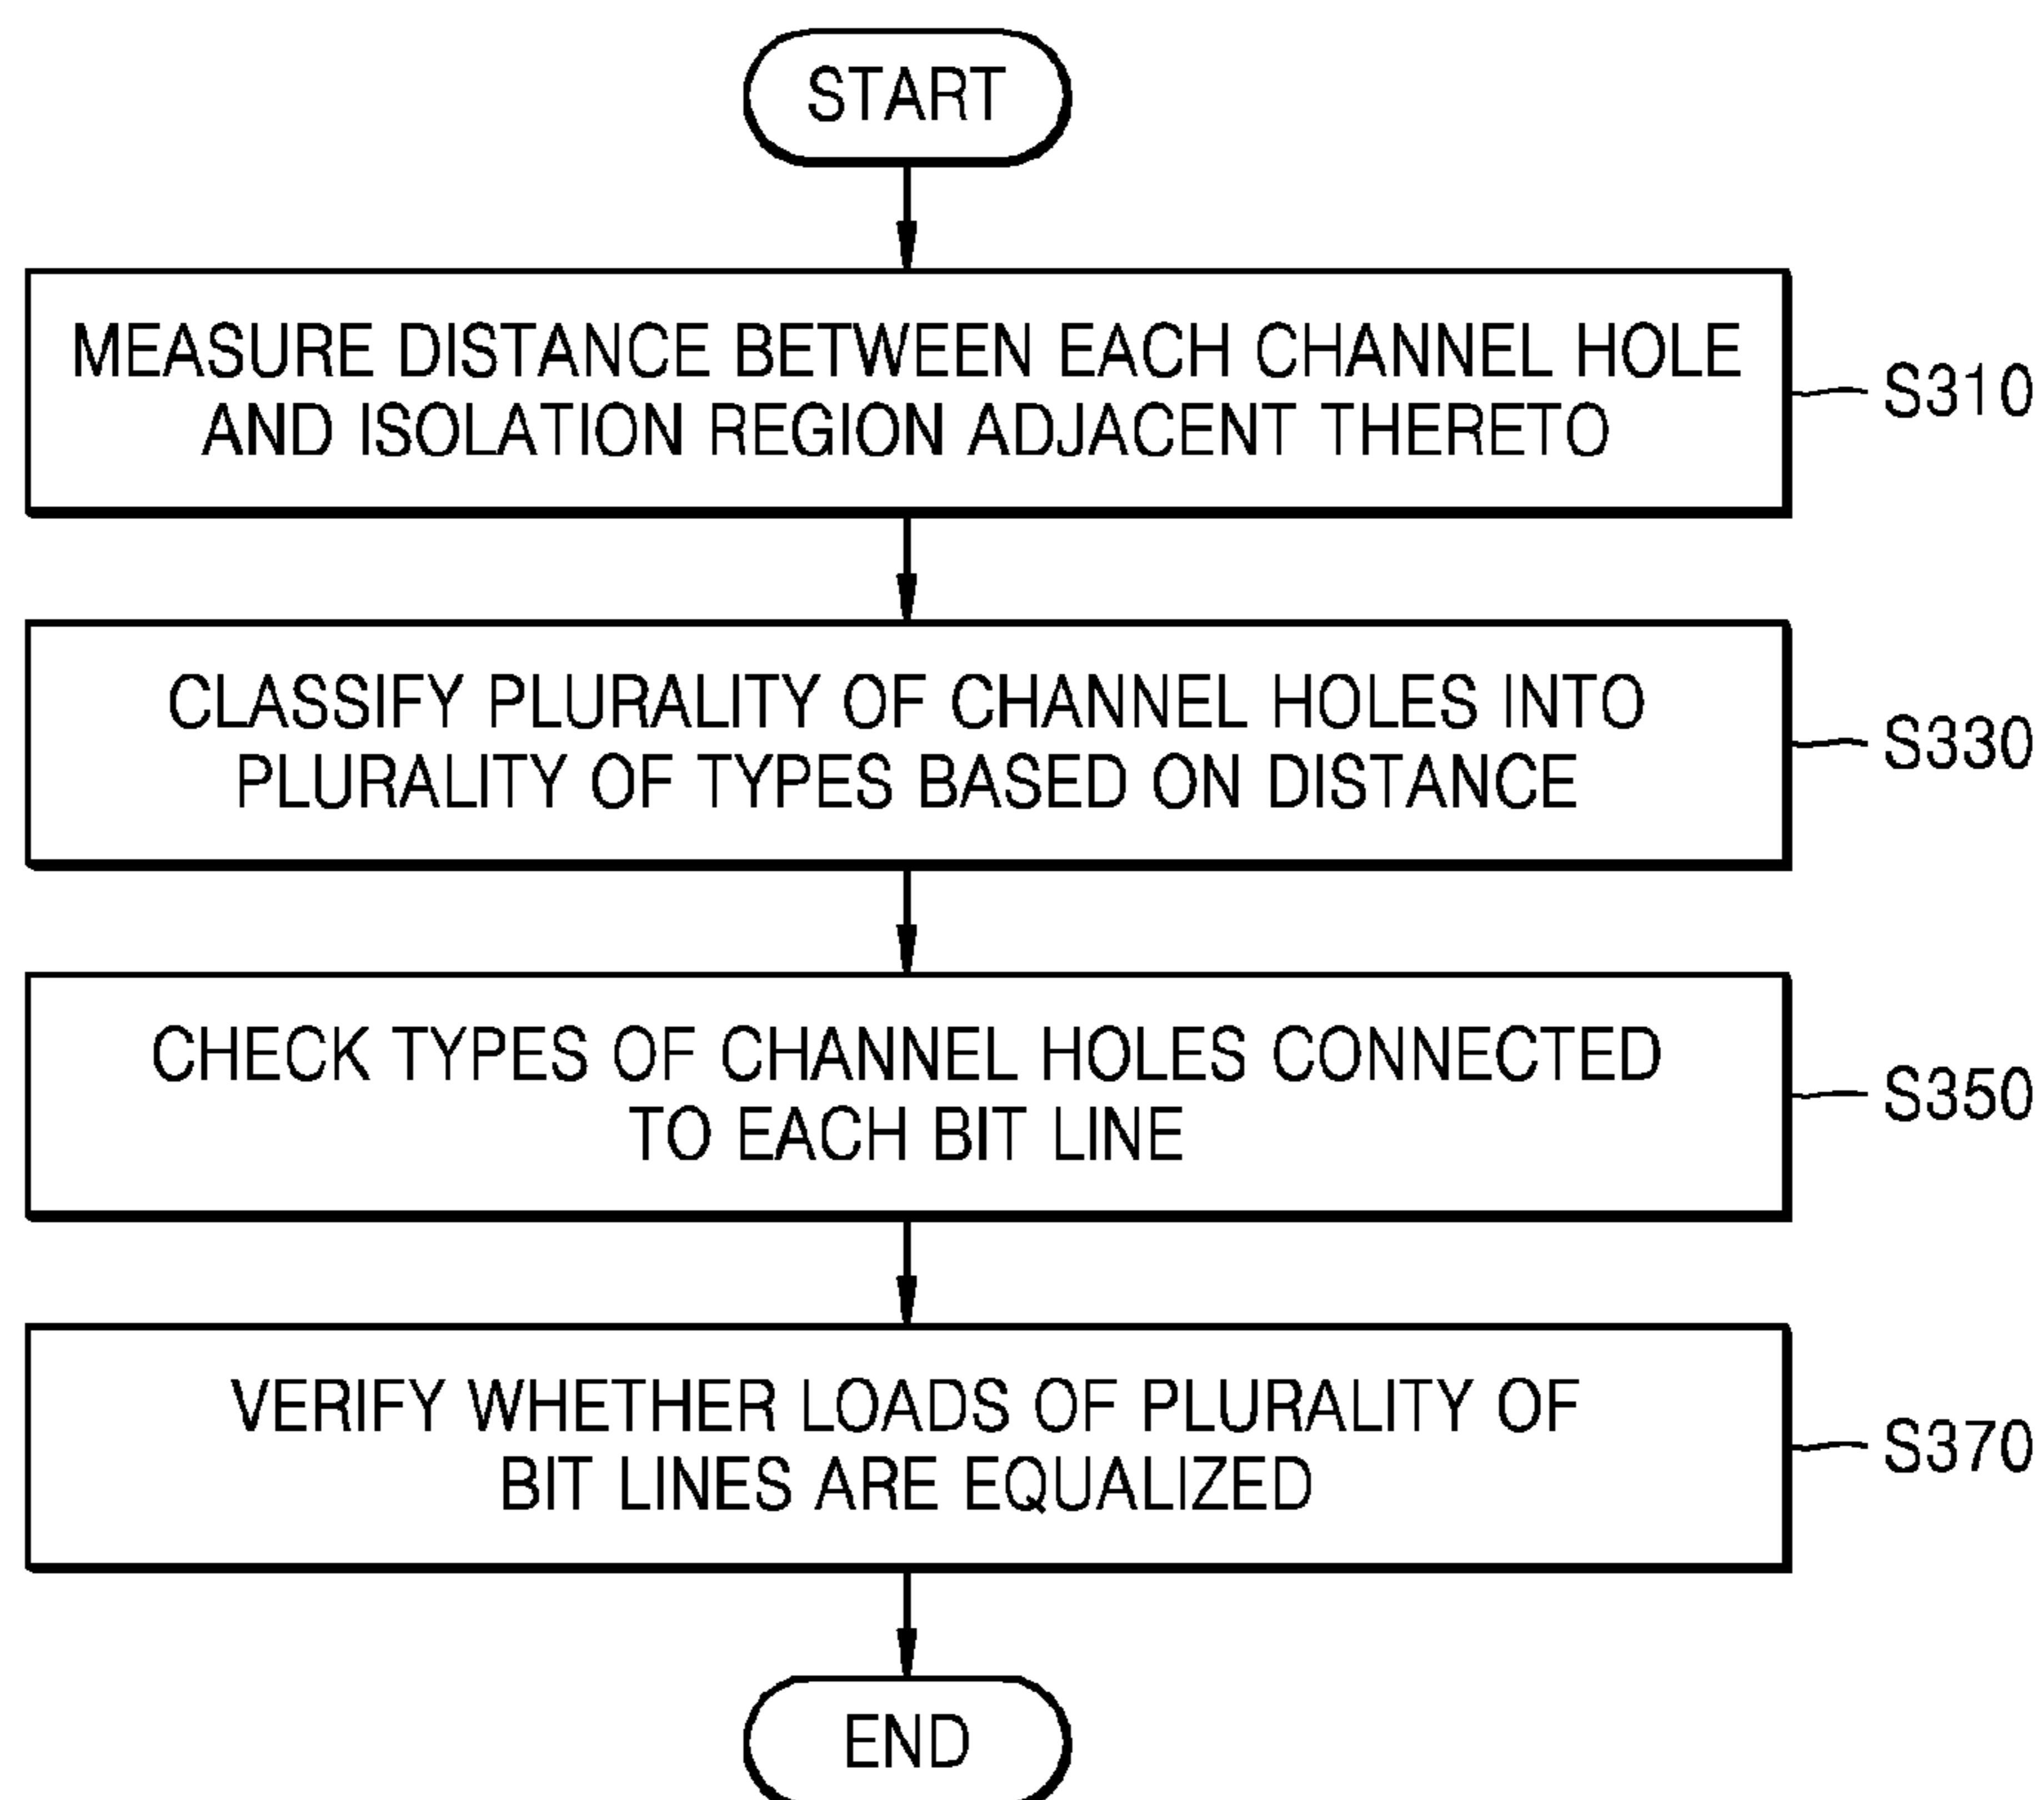 START
MEASURE DISTANCE BETWEEN EACH CHANNEL HOLE
AND ISOLATION REGION ADJACENT THERETO
S310
CLASSIFY PLURALITY OF CHANNEL HOLES INTO
PLURALITY OF TYPES BASED ON DISTANCE
S330
CHECK TYPES OF CHANNEL HOLES CONNECTED
TO EACH BIT LINE
S350
VERIFY WHETHER LOADS OF PLURALITY OF
BIT LINES ARE EQUALIZED
S370
END